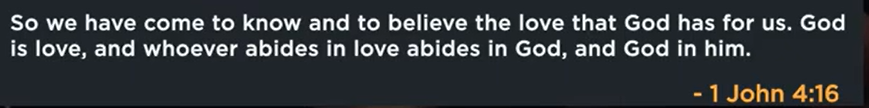 So we have come to know and to believe the love that God has for us. God
is love, and whoever abides in love abides in God, and God in him.
- 1 John 4:16